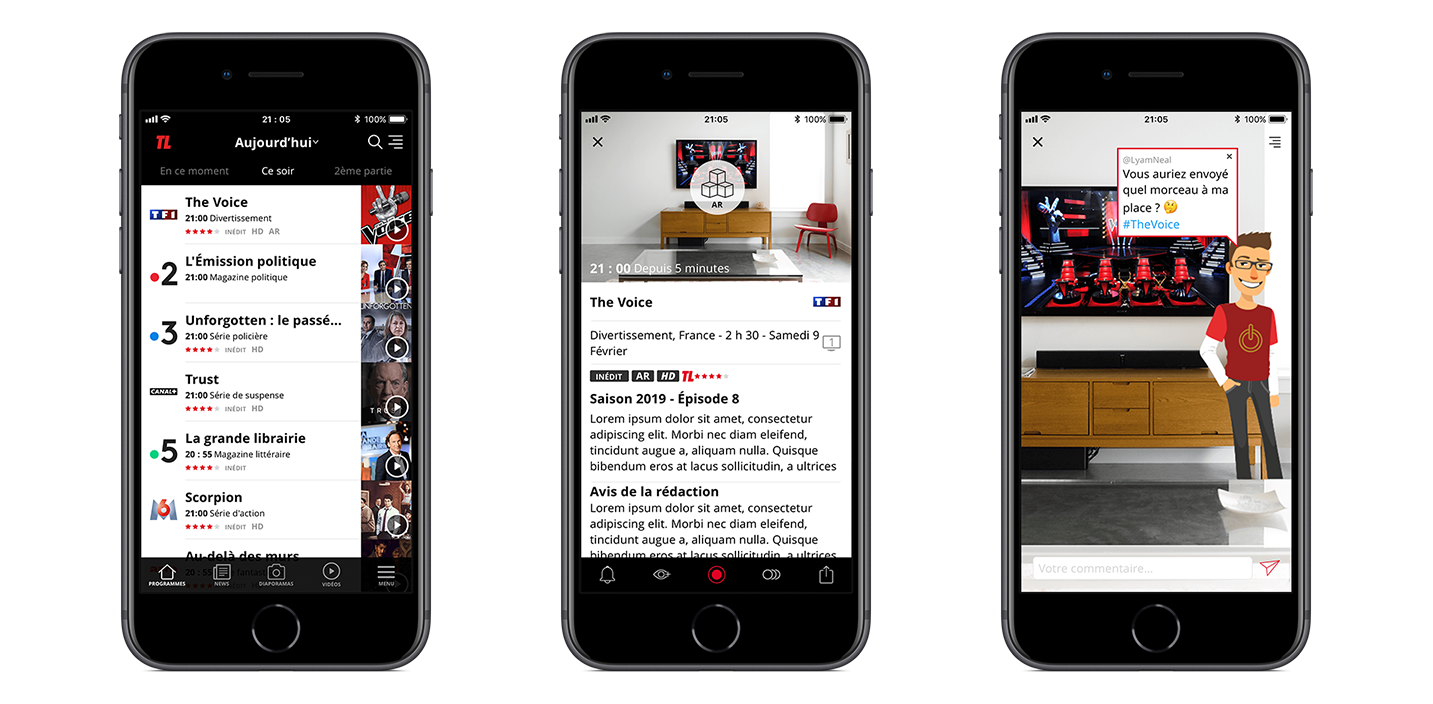 21 : 05
100%
TL
Aujourd’hui
En ce moment
Ce soir
2ème partie
The Voice
TF1
21:00 Divertissement
INÉDIT HD AR
L'Émission politique
2
21:00 Magazine politique
UNFORGOTTEN
Unforgotten : le passé...
3
21:00 Série policière
INÉDIT HD
Trust
CANAL+
21:00 Série de suspense
INÉDIT HD
La grande librairie
5
20 : 55 Magazine littéraire
INÉDIT
Scorpion
M6
21:00 Série d'action
INÉDIT HD
Au-delà des murs
PROGRAMMES
NEWS
DIAPORAMAS
VIDÉOS
MENU
21:05
100%
AR
21 : 00 Depuis 5 minutes
The Voice
TF1
Divertissement, France - 2 h 30 - Samedi 9
Février
1
INÉDIT AR HD TL
Saison 2019 - Épisode 8
Lorem ipsum dolor sit amet, consectetur
adipiscing elit. Morbi nec diam eleifend,
tincidunt augue a, aliquam nulla. Quisque
bibendum eros at lacus sollicitudin, a ultrices
Avis de la rédaction
Lorem ipsum dolor sit amet, consectetur
adipiscing elit. Morbi nec diam eleifend,
tincidunt augue a, aliquam nulla. Quisque
bibendum eros at lacus sollicitudin, a ultrices
21:05
100%
@LyamNeal
Vous auriez envoyé
quel morceau à ma
place ? 🤔
#TheVoice
Votre commentaire...